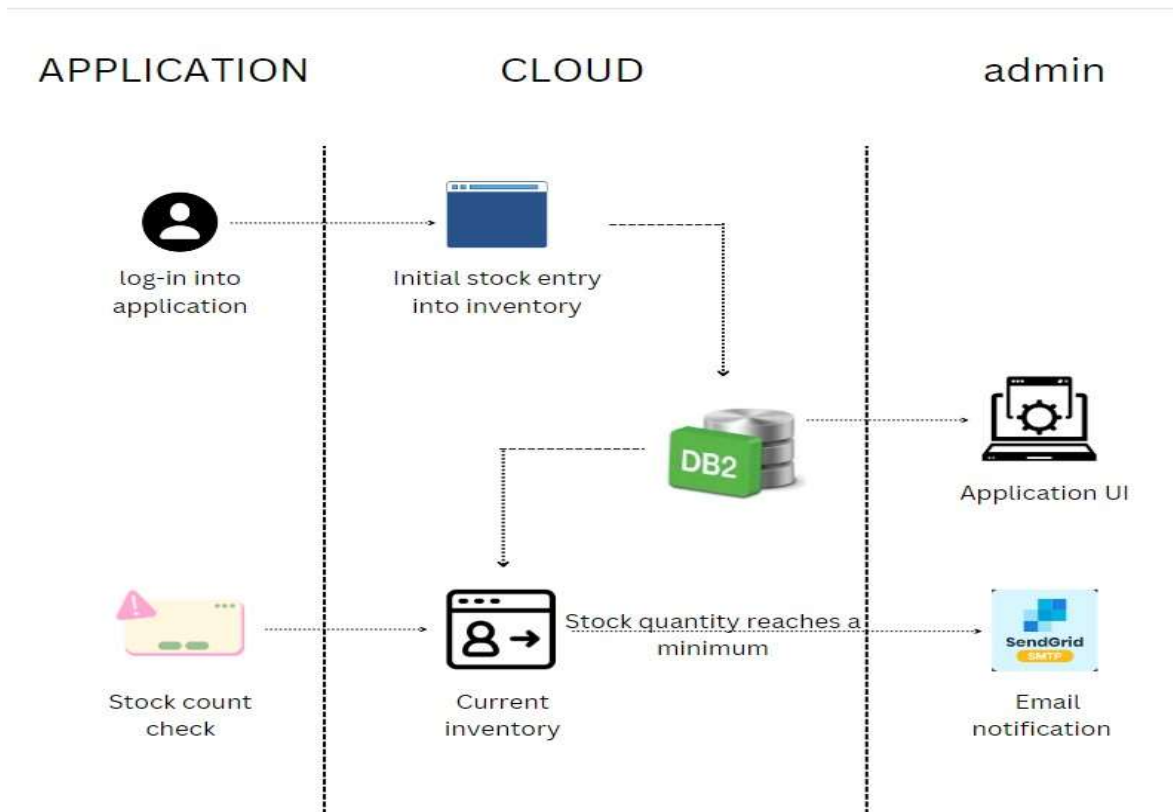 APPLICATION
CLOUD
admin
log-in into
application
Initial stock entry
into inventory
DB2
Application UI
Stock quantity reaches a
minimum
SendGrid
SMTP
Stock count
check
Current
inventory
Email
notification